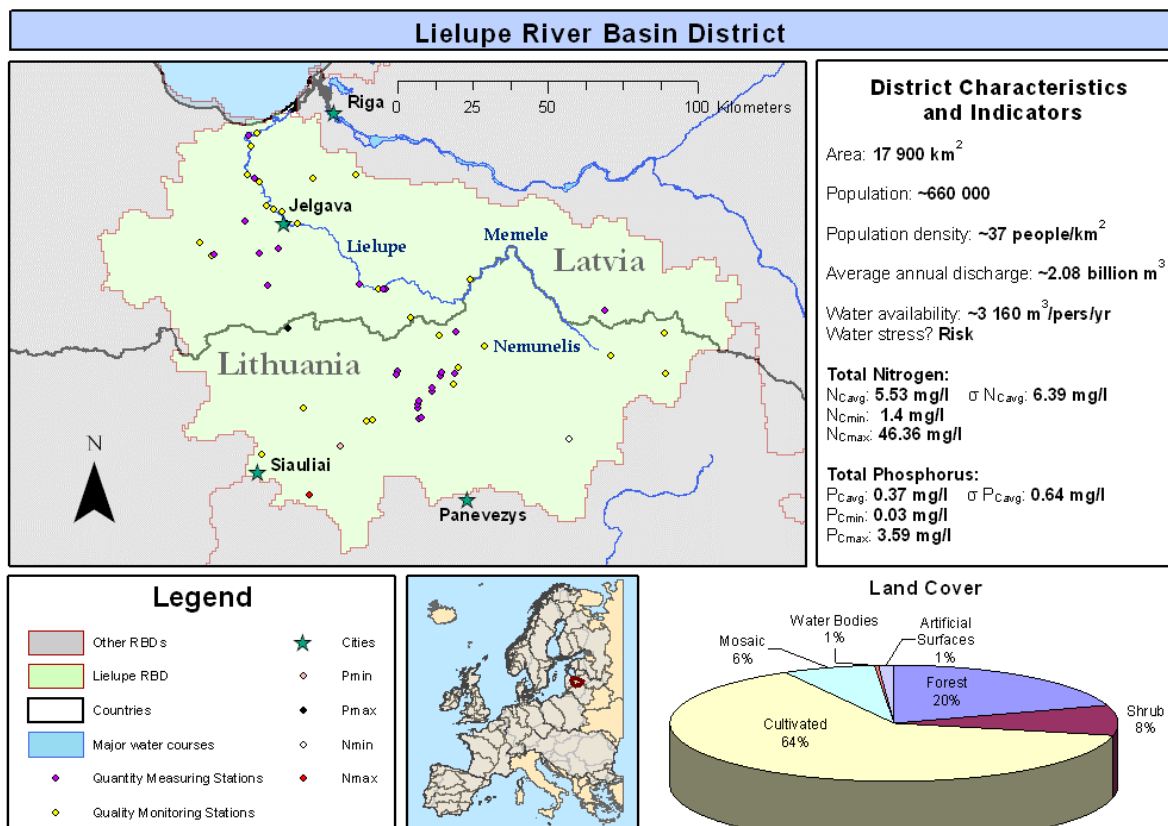 Lielupe River Basin District
Riga
0 25 50 100 Kilometers
Jelgava
Lielupe
Memele
Latvia
Lithuania
Nemunelis
N
Siauliai
Panevezys
District Characteristics
and Indicators
Area: 17 900 km²
Population: ~660 000
Population density: ~37 people/km²
Average annual discharge: ~2.08 billion m³
Water availability: ~3 160 m³/pers/yr
Water stress? Risk
Total Nitrogen:
NCavg: 5.53 mg/l σ NCavg: 6.39 mg/l
NCmin: 1.4 mg/l
NCmax: 46.36 mg/l
Total Phosphorus:
PCavg: 0.37 mg/l σ PCavg: 0.64 mg/l
PCmin: 0.03 mg/l
PCmax: 3.59 mg/l
Legend
Other RBDs
Lielupe RBD
Countries
Major water courses
Quantity Measuring Stations
Quality Monitoring Stations
Cities
Pmin
Pmax
Nmin
Nmax
Land Cover
Water Bodies
1%
Artificial
Surfaces
1%
Mosaic
6%
Forest
20%
Shrub
8%
Cultivated
64%